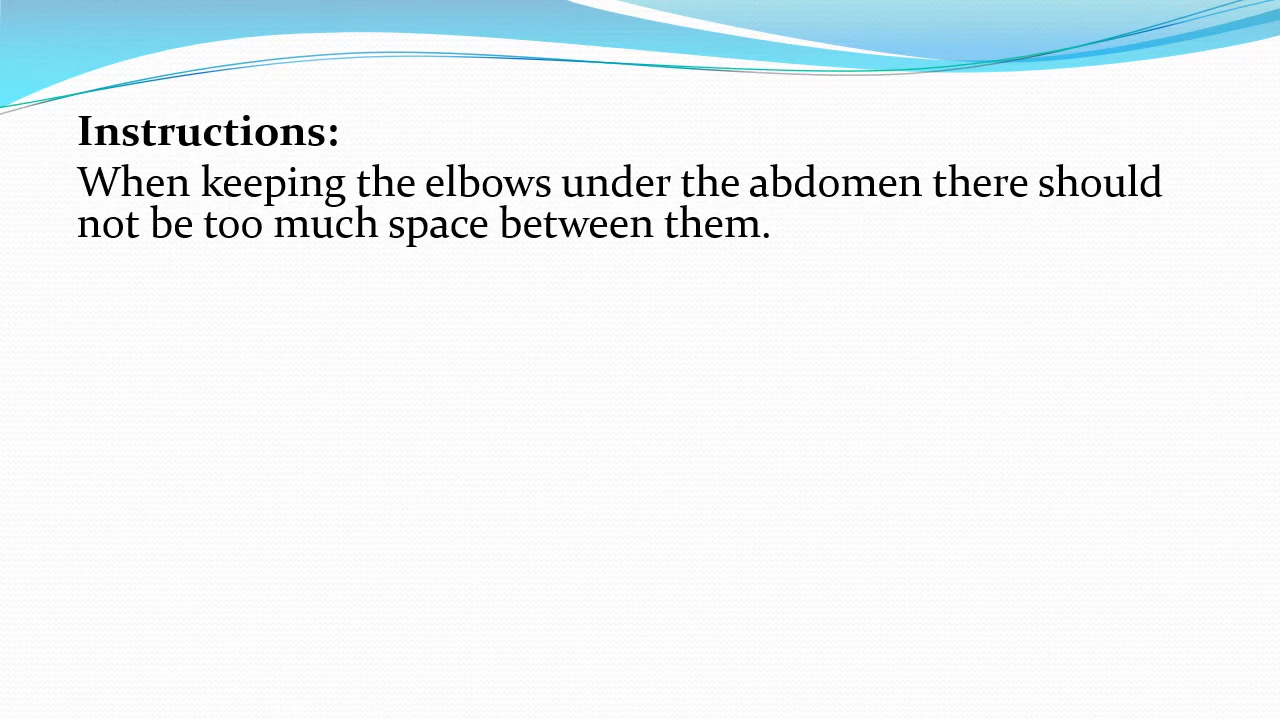 Instructions:
When keeping the elbows under the abdomen there should
not be too much space between them.